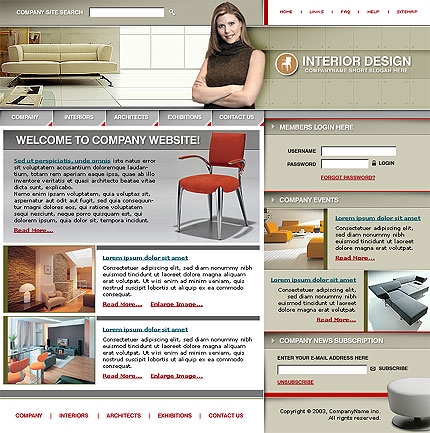 COMPANY SITE SEARCH
HOME | LINKS | FAQ | HELP | SITEMAP
INTERIOR DESIGN
COMPANYNAME SHORT SLOGAN HERE
COMPANY INTERIORS ARCHITECTS EXHIBITIONS CONTACT US
WELCOME TO COMPANY WEBSITE!
Sed ut perspiciatis, unde omnis iste natus error
sit voluptatem accusantium doloremque laudan-
tium, totam rem aperiam eaque ipsa, quae ab illo
inventore veritatis et quasi architecto beatae vitae
dicta sunt, explicabo.
Nemo enim ipsam voluptatem, quia voluptas sit,
aspernatur aut odit aut fugit, sed quia consequun-
tur magni dolores eos, qui ratione voluptatem
sequi nesciunt, neque porro quisquam est, qui
dolorem ipsum, quia dolor sit, tempora incidunt.
Read More...
Lorem ipsum dolor sit amet
Consectetuer adipiscing elit, sed diam nonummy nibh
euismod tincidunt ut laoreet dolore magna aliquam
erat volutpat. Ut wisi enim ad minim veniam, quis
nostrud suscipit lobortis ut aliquip ex ea commodo
consequat.
Read More... Enlarge Image...
Lorem ipsum dolor sit amet
Consectetuer adipiscing elit, sed diam nonummy nibh
euismod tincidunt ut laoreet dolore magna aliquam
erat volutpat. Ut wisi enim ad minim veniam, quis
nostrud suscipit lobortis ut aliquip ex ea commodo
consequat.
Read More... Enlarge Image...
COMPANY | INTERIORS | ARCHITECTS | EXHIBITIONS | CONTACT US
MEMBERS LOGIN HERE
USERNAME
PASSWORD LOGIN
FORGOT PASSWORD?
COMPANY EVENTS
Lorem ipsum dolor sit amet
Consectetuer adipiscing elit,
sed diam nonummy nibh
euismod tincidunt ut laoreet
dolore magna aliquam
erat volutpat.
Read More...
Lorem ipsum dolor sit amet
Consectetuer adipiscing elit,
sed diam nonummy nibh
euismod tincidunt ut laoreet
dolore magna aliquam
erat volutpat.
Read More...
COMPANY NEWS SUBSCRIPTION
ENTER YOUR E-MAIL ADDRESS HERE
SUBSCRIBE
UNSUBSCRIBE
Copyright © 2003, CompanyName inc.
All rights reserved.